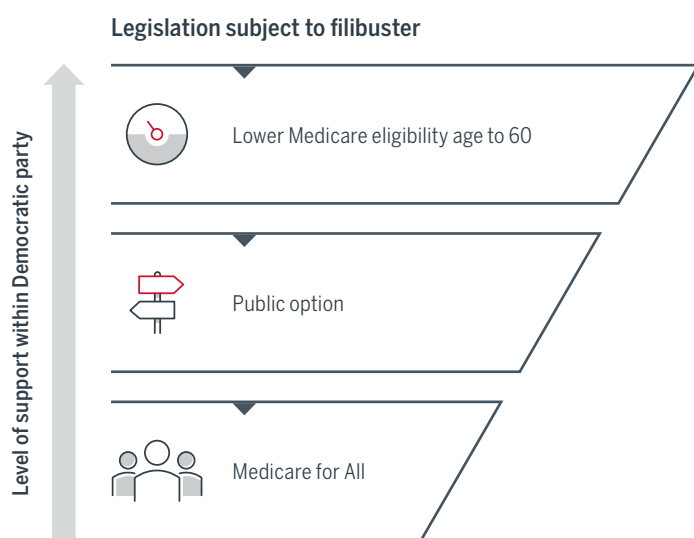 Legislation subject to filibuster
Level of support within Democratic party
Lower Medicare eligibility age to 60
Public option
Medicare for All